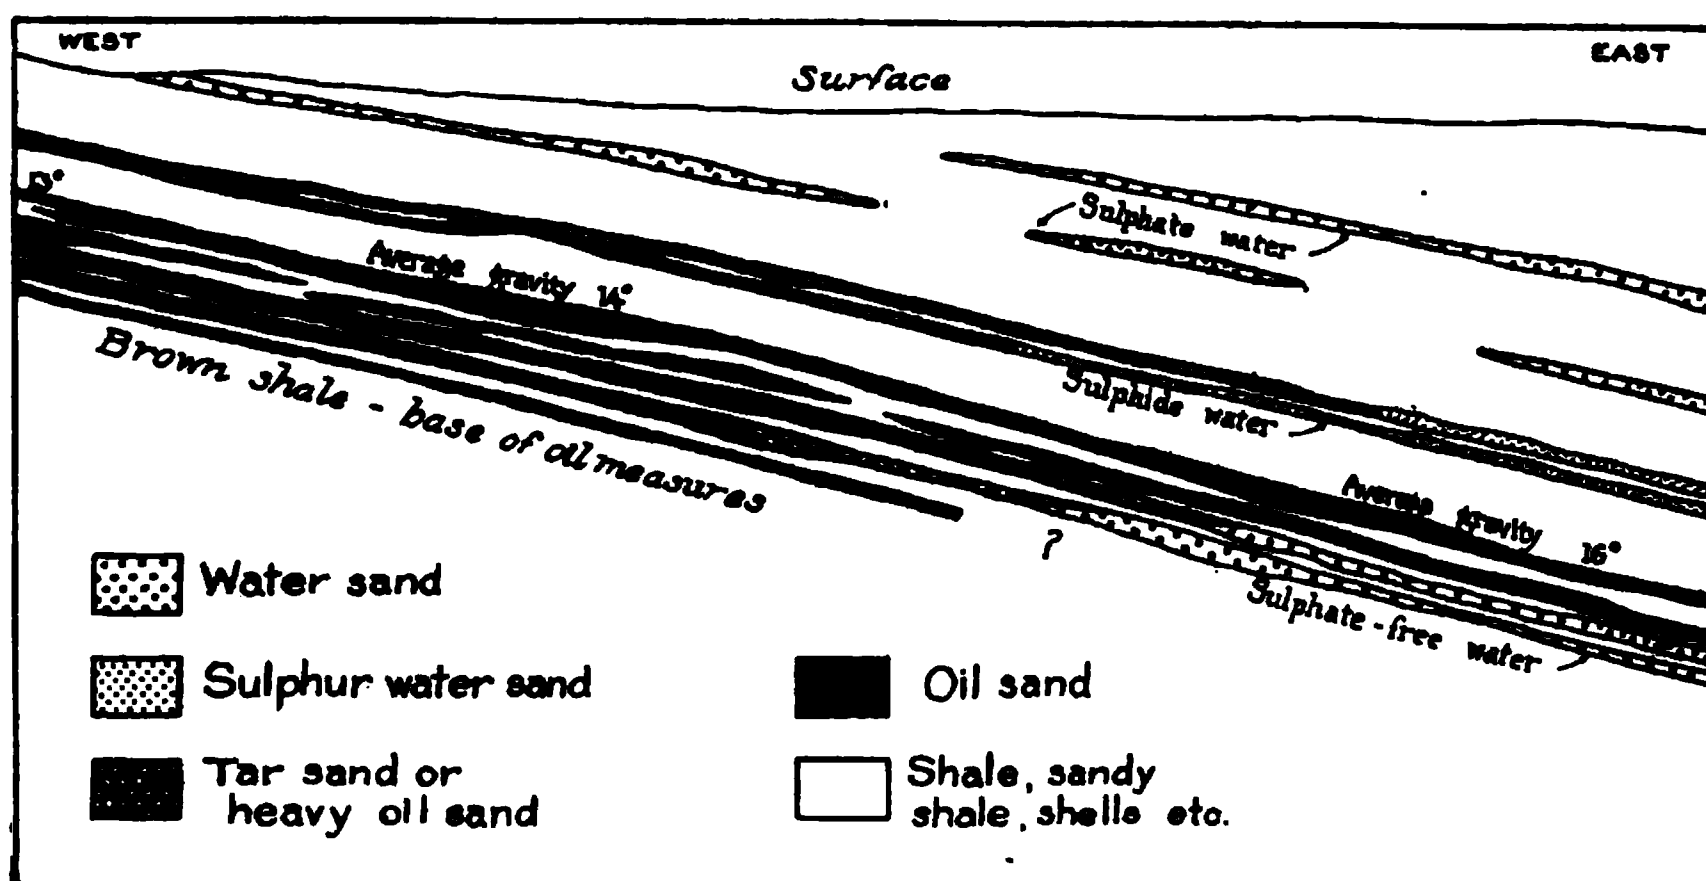 WEST
EAST
Surface
Sulphate water
13°
Average gravity 14°
Sulphide water
Brown shale - base of oil measures
Average gravity 16°
?
Sulphate-free water
Water sand
Sulphur water sand
Oil sand
Tar sand or
heavy oil sand
Shale, sandy
shale, shells etc.